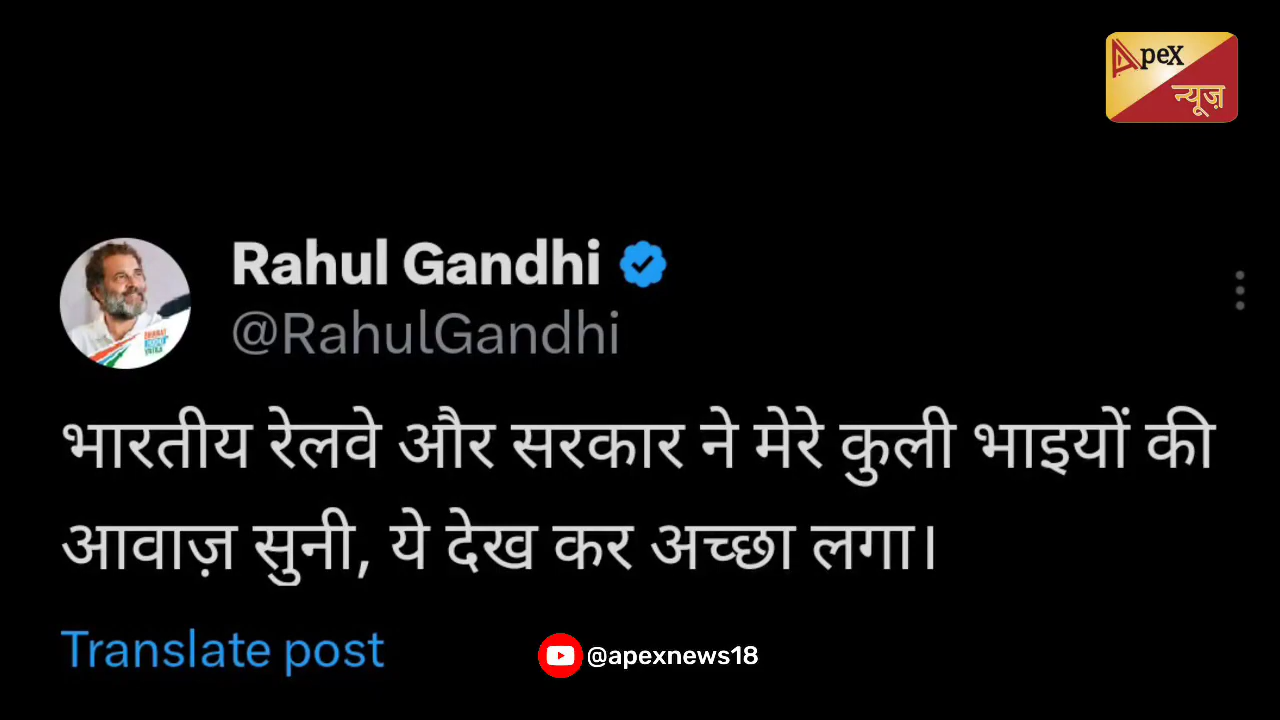 Apex
न्यूज़
Rahul Gandhi
@RahulGandhi
भारतीय रेलवे और सरकार ने मेरे कुली भाइयों की
आवाज़ सुनी, ये देख कर अच्छा लगा।
Translate post
@apexnews18